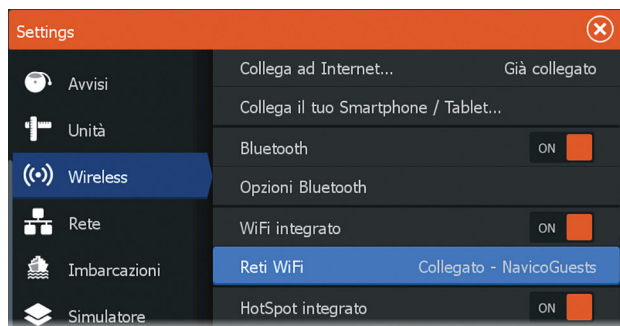 Settings
Avvisi
Unità
Wireless
Rete
Imbarcazioni
Simulatore
Collega ad Internet... Già collegato
Collega il tuo Smartphone / Tablet...
Bluetooth ON
Opzioni Bluetooth
WiFi integrato ON
Reti WiFi Collegato - NavicoGuests
HotSpot integrato ON